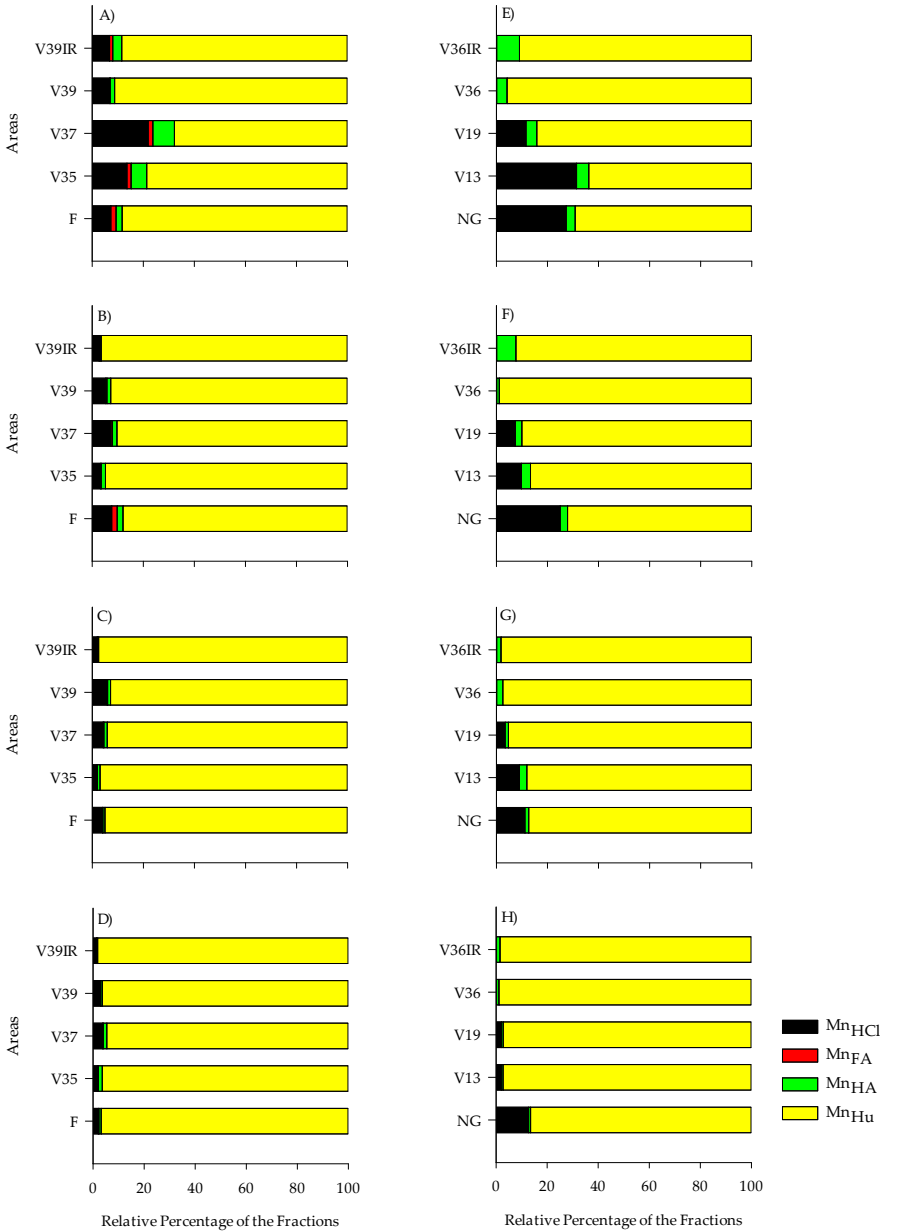 A)
V39IR
V39
V37
V35
F
Areas
E)
V36IR
V36
V19
V13
NG
B)
V39IR
V39
V37
V35
F
Areas
F)
V36IR
V36
V19
V13
NG
C)
V39IR
V39
V37
V35
F
Areas
G)
V36IR
V36
V19
V13
NG
D)
V39IR
V39
V37
V35
F
Areas
0 20 40 60 80 100
Relative Percentage of the Fractions
H)
V36IR
V36
V19
V13
NG
0 20 40 60 80 100
Relative Percentage of the Fractions
MnHCl
MnFA
MnHA
MnHu